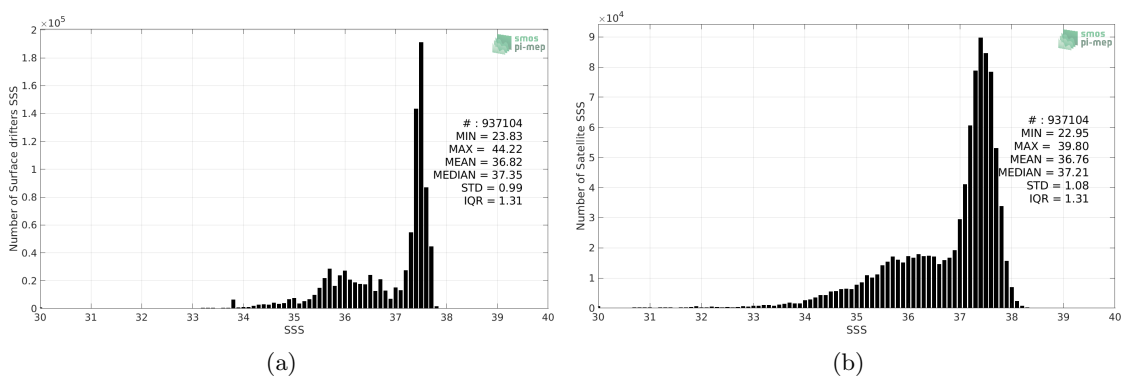 ×10^5
2
1.8
1.6
1.4
1.2
1
0.8
0.6
0.4
0.2
0
Number of Surface drifters SSS
30 31 32 33 34 35 36 37 38 39 40
SSS
smos
pi-mep
# : 937104
MIN = 23.83
MAX = 44.22
MEAN = 36.82
MEDIAN = 37.35
STD = 0.99
IQR = 1.31
(a)
×10^4
9
8
7
6
5
4
3
2
1
0
Number of Satellite SSS
30 31 32 33 34 35 36 37 38 39 40
SSS
smos
pi-mep
# : 937104
MIN = 22.95
MAX = 39.80
MEAN = 36.76
MEDIAN = 37.21
STD = 1.08
IQR = 1.31
(b)